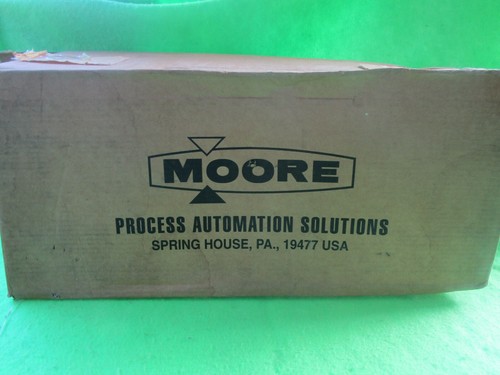 MOORE
PROCESS AUTOMATION SOLUTIONS
SPRING HOUSE, PA., 19477 USA